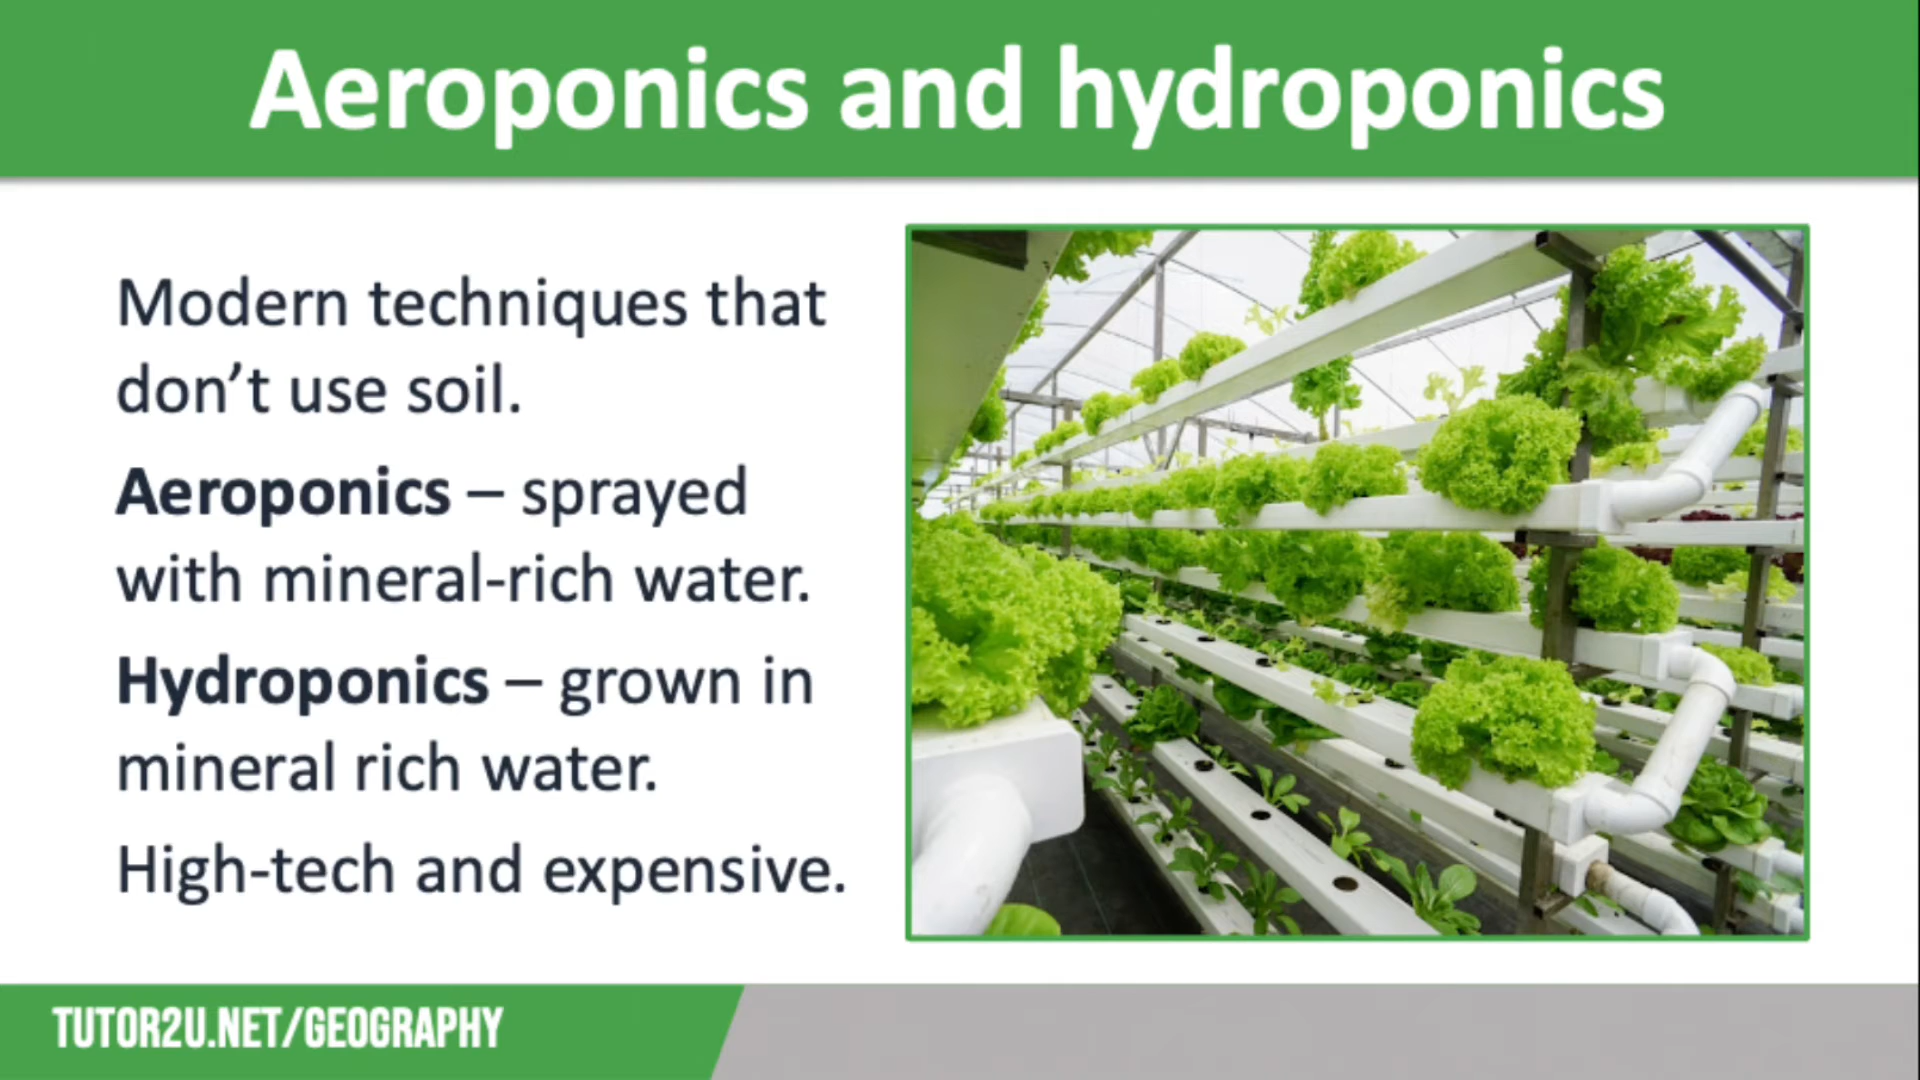 Aeroponics and hydroponics
Modern techniques that
don’t use soil.
Aeroponics – sprayed
with mineral-rich water.
Hydroponics – grown in
mineral rich water.
High-tech and expensive.
TUTOR2U.NET/GEOGRAPHY